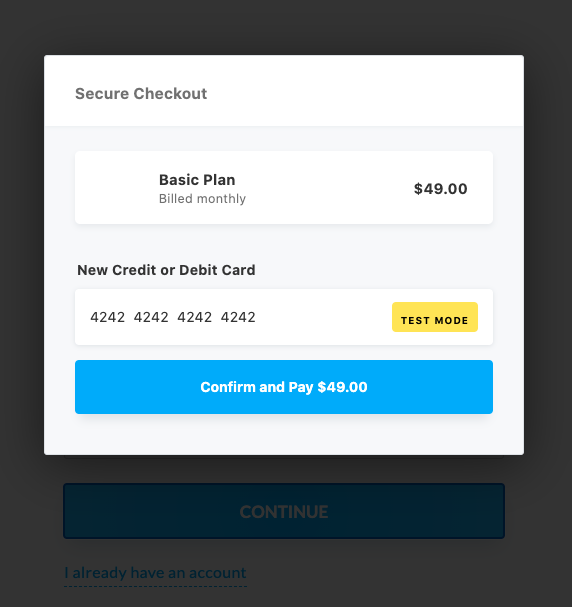 Secure Checkout
Basic Plan
Billed monthly
$49.00
New Credit or Debit Card
4242 4242 4242 4242
TEST MODE
Confirm and Pay $49.00
CONTINUE
I already have an account